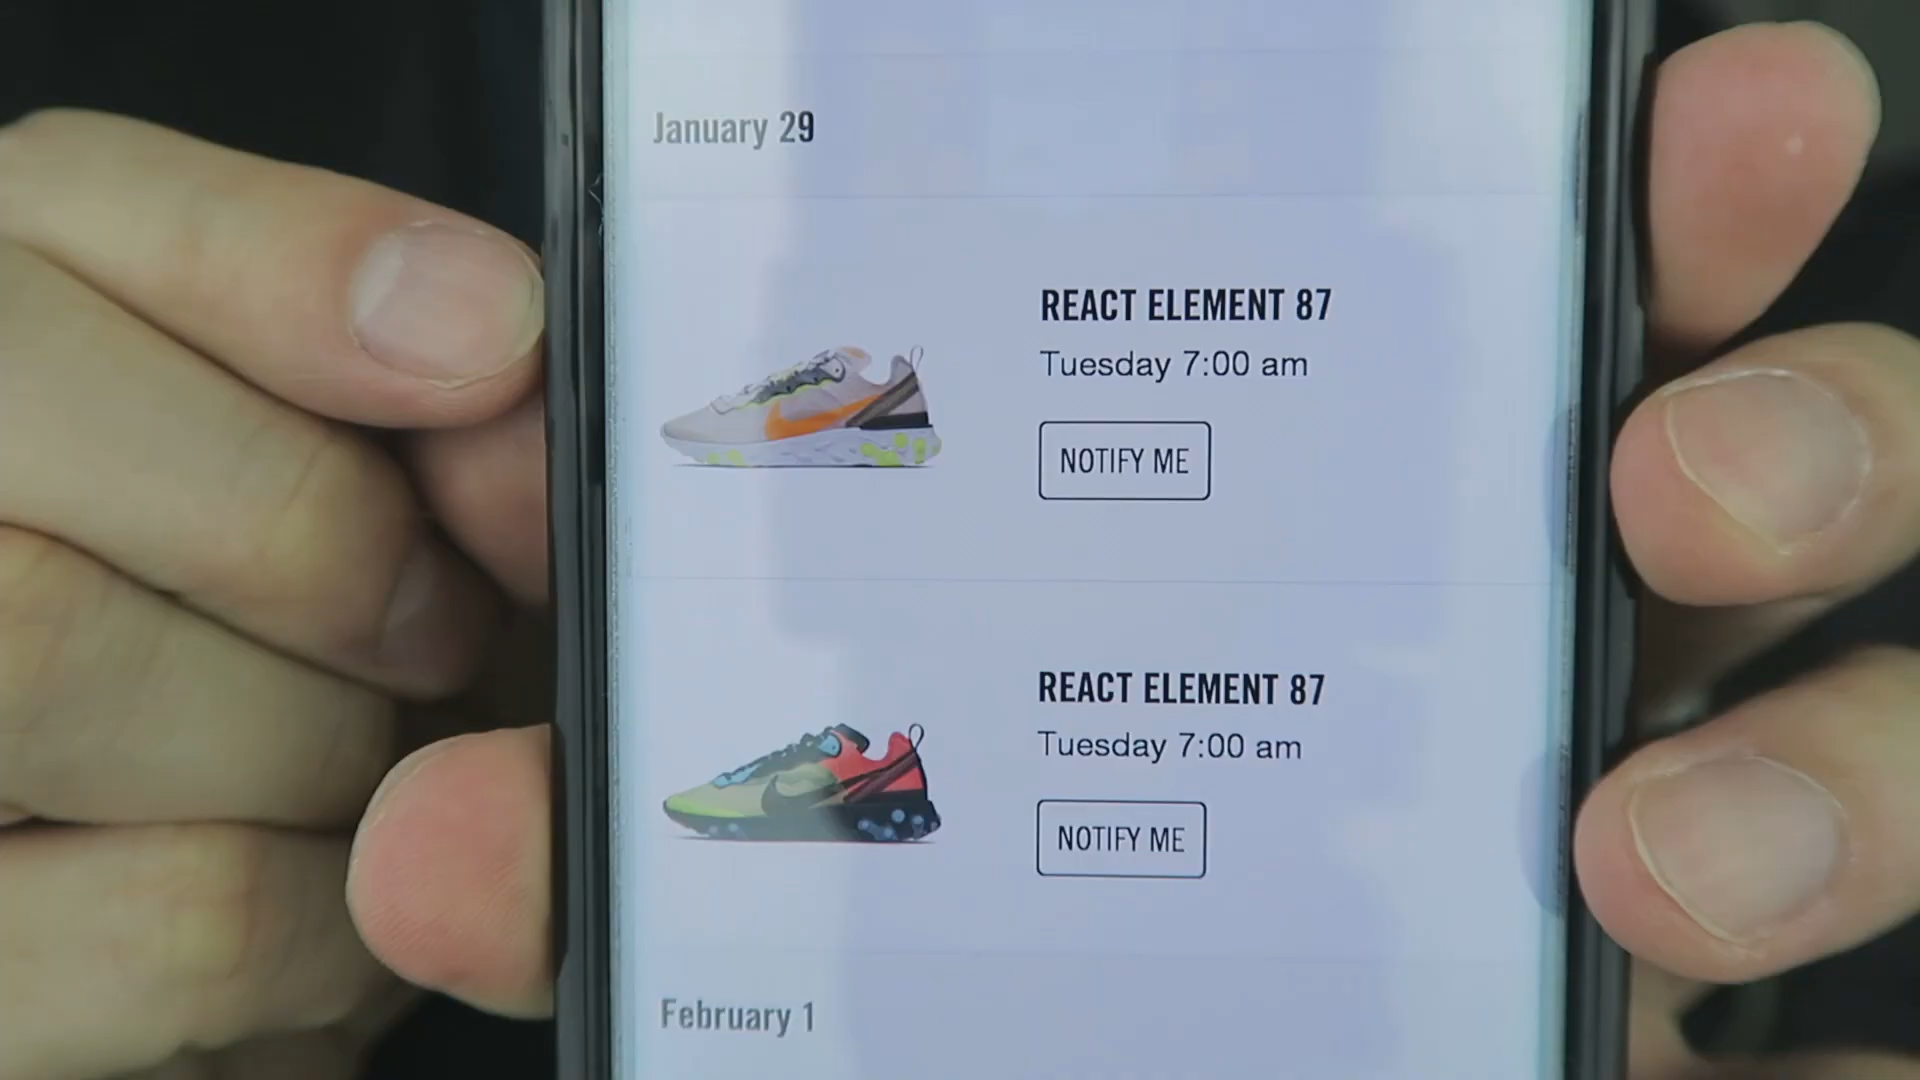 January 29
REACT ELEMENT 87
Tuesday 7:00 am
NOTIFY ME
REACT ELEMENT 87
Tuesday 7:00 am
NOTIFY ME
February 1